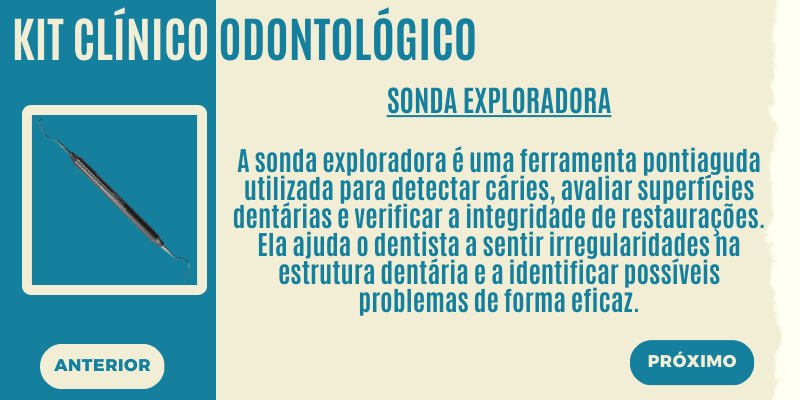 KIT CLÍNICO ODONTOLÓGICO
SONDA EXPLORADORA
A sonda exploradora é uma ferramenta pontiaguda
utilizada para detectar cáries, avaliar superfícies
dentárias e verificar a integridade de restaurações.
Ela ajuda o dentista a sentir irregularidades na
estrutura dentária e a identificar possíveis
problemas de forma eficaz.
ANTERIOR
PRÓXIMO